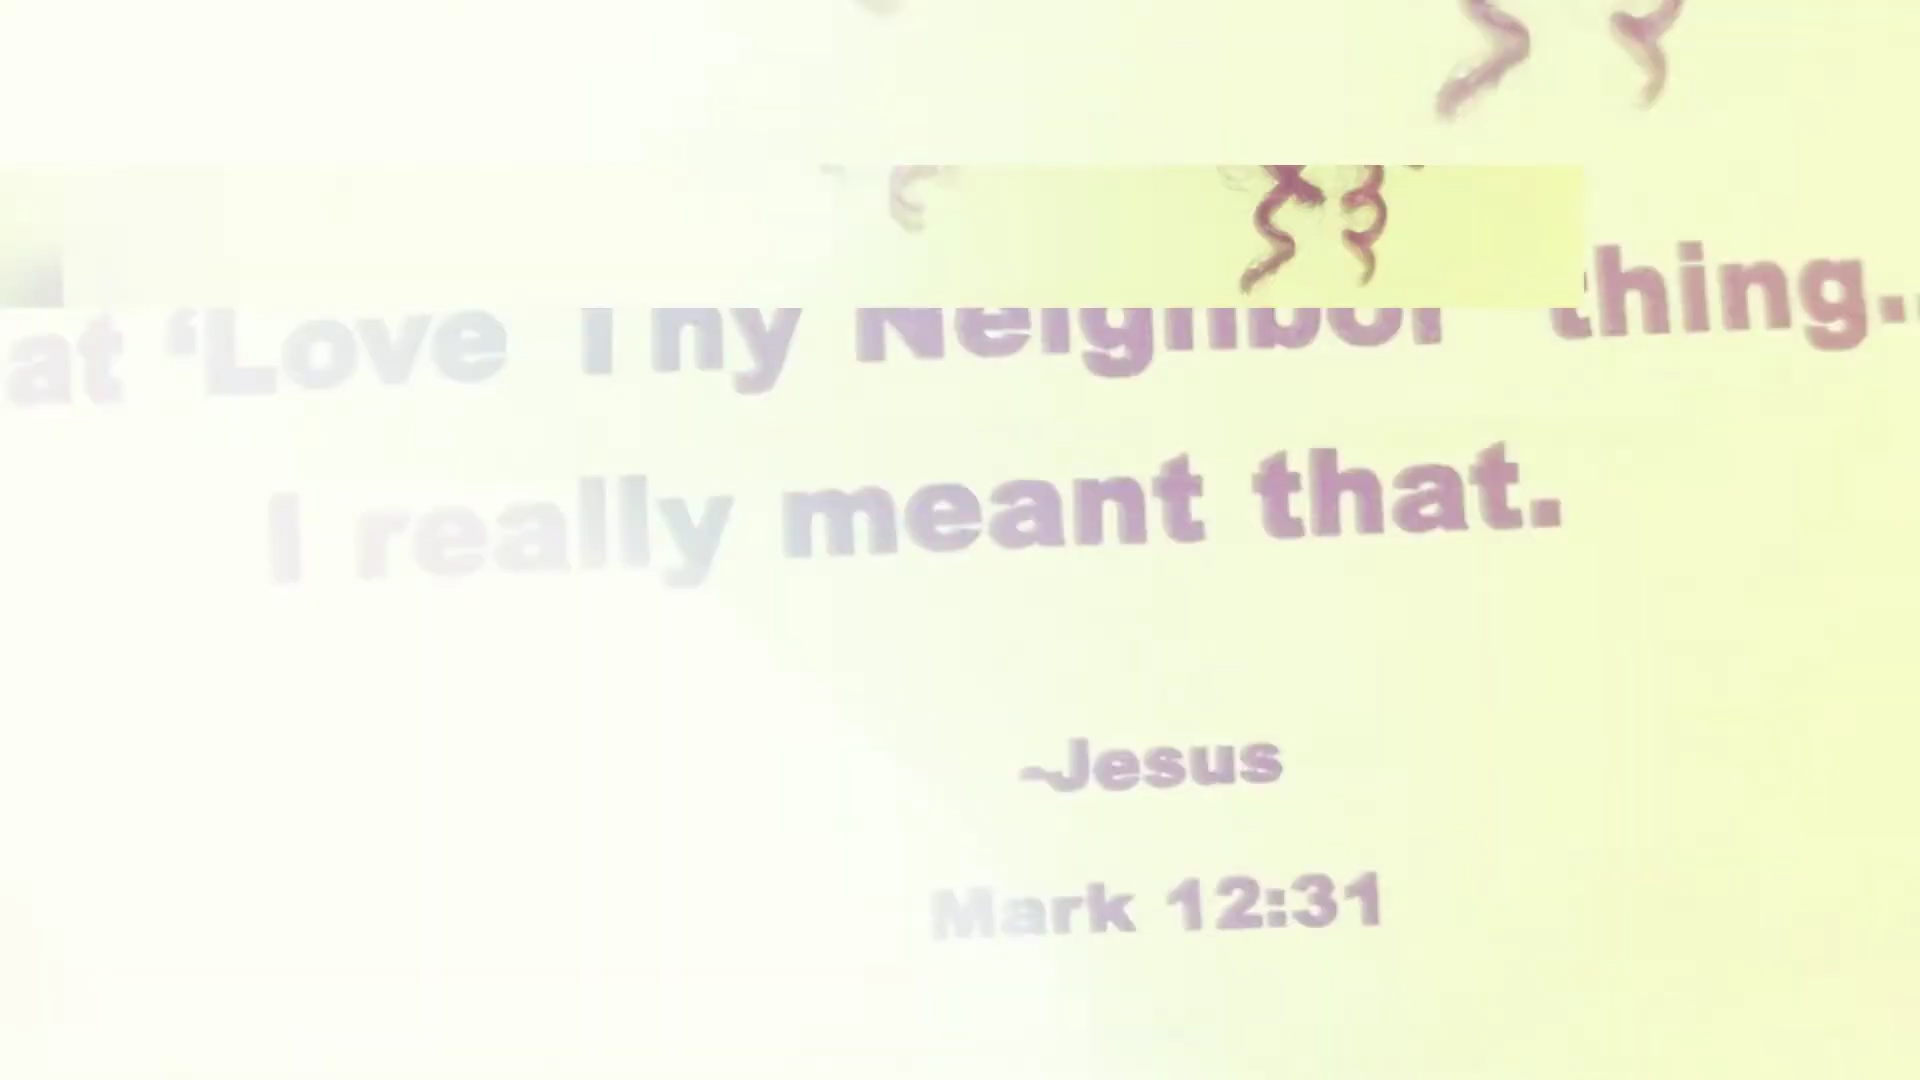 at ‘Love Thy Neighbor’ thing..
I really meant that.
-Jesus
Mark 12:31